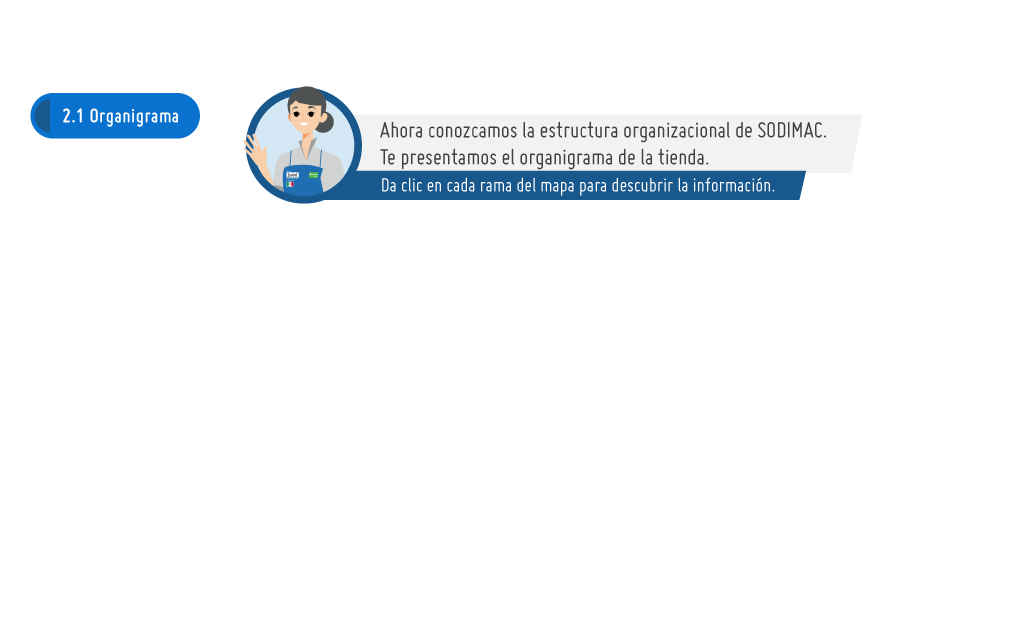 2.1 Organigrama
Ahora conozcamos la estructura organizacional de SODIMAC.
Te presentamos el organigrama de la tienda.
Da clic en cada rama del mapa para descubrir la información.